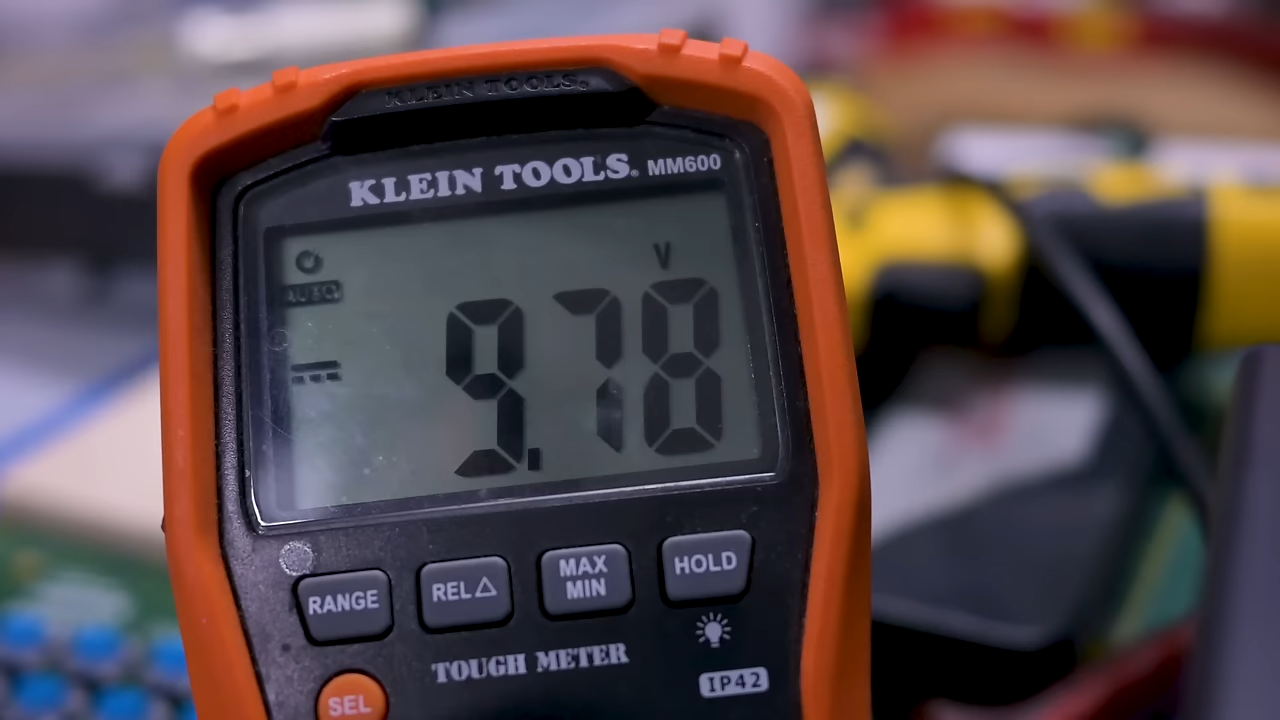 KLEIN TOOLS®
KLEIN TOOLS® MM600
AUTO
V
9.78
RANGE
REL△
MAX
MIN
HOLD
TOUGH METER
IP42
SEL